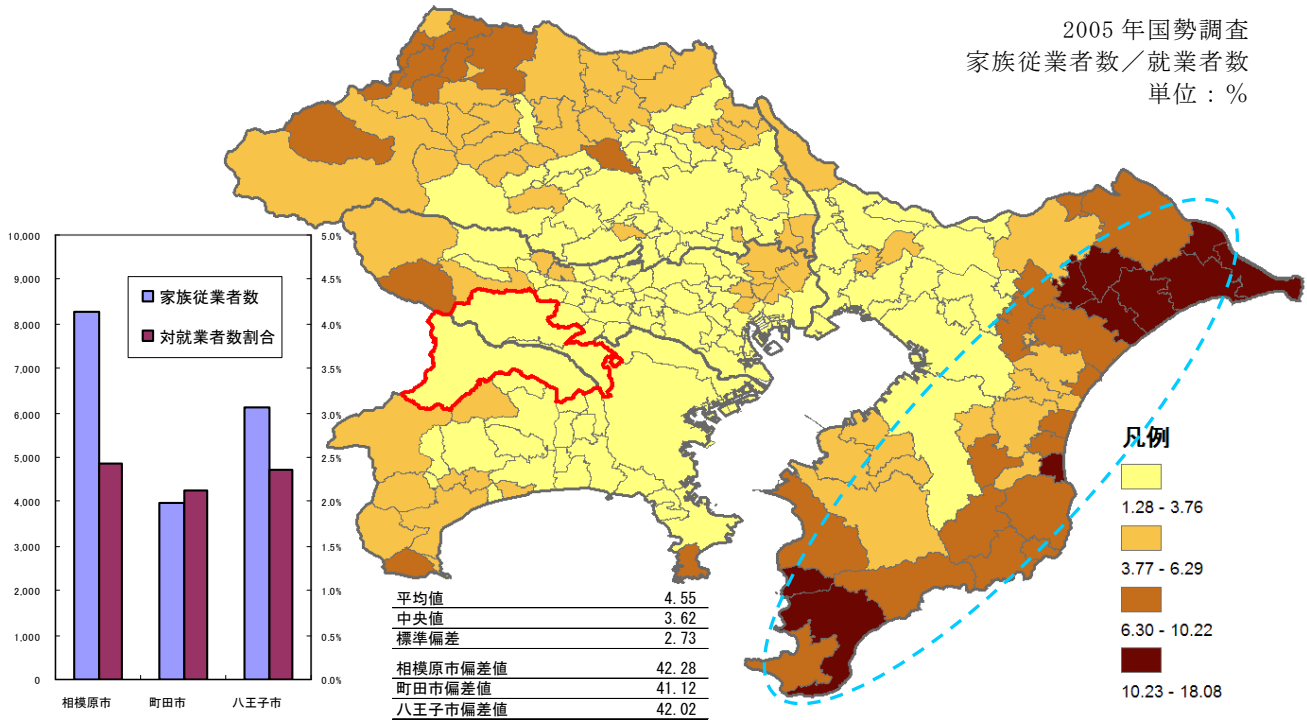 2005 年国勢調査
家族従業者数／就業者数
単位：%
10,000
9,000
8,000
7,000
6,000
5,000
4,000
3,000
2,000
1,000
0
5.0%
4.5%
4.0%
3.5%
3.0%
2.5%
2.0%
1.5%
1.0%
0.5%
0.0%
家族従業者数
対就業者数割合
相模原市 町田市 八王子市
平均値 4.55
中央値 3.62
標準偏差 2.73
相模原市偏差値 42.28
町田市偏差値 41.12
八王子市偏差値 42.02
凡例
1.28 - 3.76
3.77 - 6.29
6.30 - 10.22
10.23 - 18.08